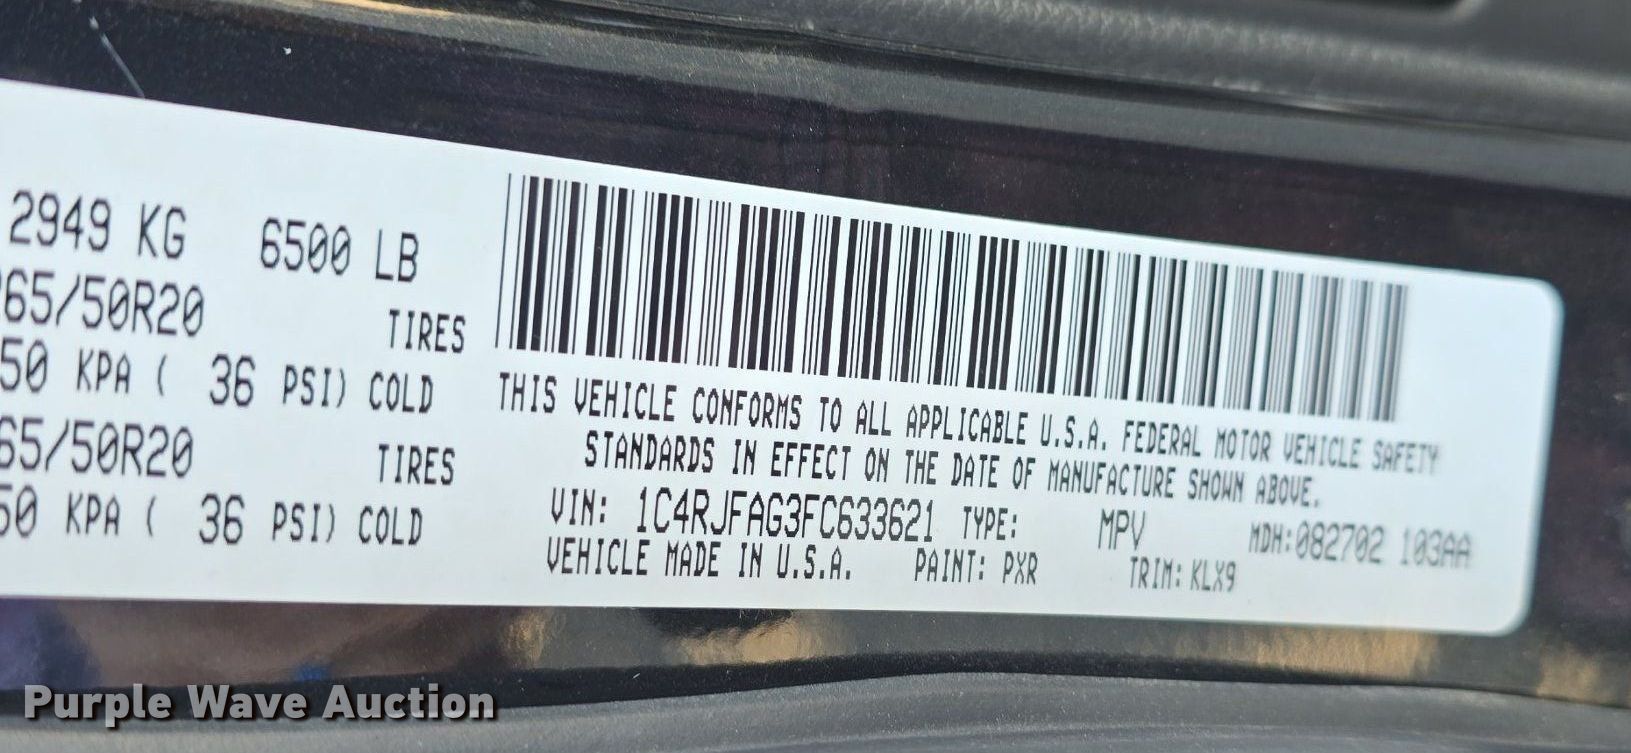 2949 KG 6500 LB
265/50R20 TIRES
50 KPA ( 36 PSI) COLD
65/50R20 TIRES
50 KPA ( 36 PSI) COLD
THIS VEHICLE CONFORMS TO ALL APPLICABLE U.S.A. FEDERAL MOTOR VEHICLE SAFETY
STANDARDS IN EFFECT ON THE DATE OF MANUFACTURE SHOWN ABOVE.
VIN: 1C4RJFAG3FC633621 TYPE: MPV MDH:082702 103AA
VEHICLE MADE IN U.S.A. PAINT: PXR TRIM: KLX9
Purple Wave Auction